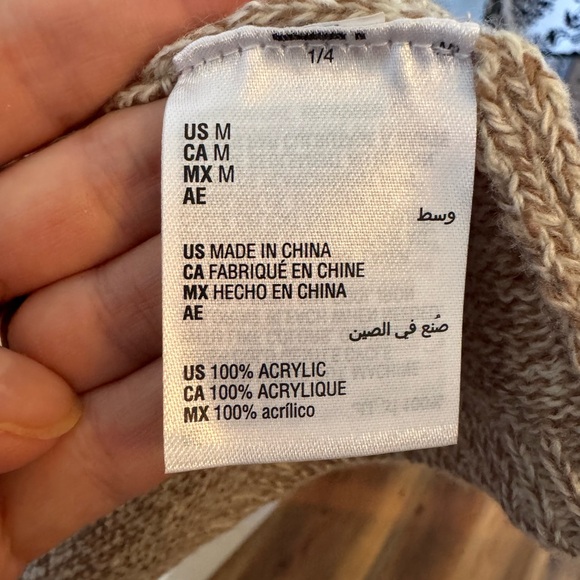 1/4
US M
CA M
MX M
AE
وسط
US MADE IN CHINA
CA FABRIQUÉ EN CHINE
MX HECHO EN CHINA
AE
صُنع في الصين
US 100% ACRYLIC
CA 100% ACRYLIQUE
MX 100% acrílico